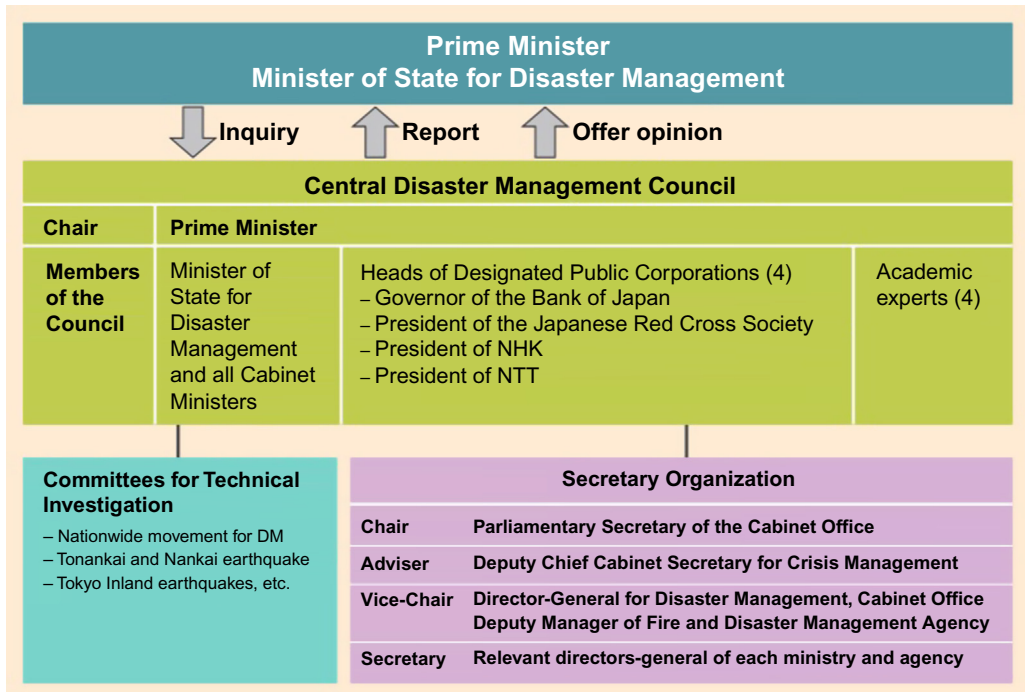 Prime Minister
Minister of State for Disaster Management
Inquiry
Report
Offer opinion
Central Disaster Management Council
Chair
Prime Minister
Members
of the
Council
Minister of
State for
Disaster
Management
and all Cabinet
Ministers
Heads of Designated Public Corporations (4)
– Governor of the Bank of Japan
– President of the Japanese Red Cross Society
– President of NHK
– President of NTT
Academic
experts (4)
Committees for Technical
Investigation
– Nationwide movement for DM
– Tonankai and Nankai earthquake
– Tokyo Inland earthquakes, etc.
Secretary Organization
Chair
Parliamentary Secretary of the Cabinet Office
Adviser
Deputy Chief Cabinet Secretary for Crisis Management
Vice-Chair
Director-General for Disaster Management, Cabinet Office
Deputy Manager of Fire and Disaster Management Agency
Secretary
Relevant directors-general of each ministry and agency